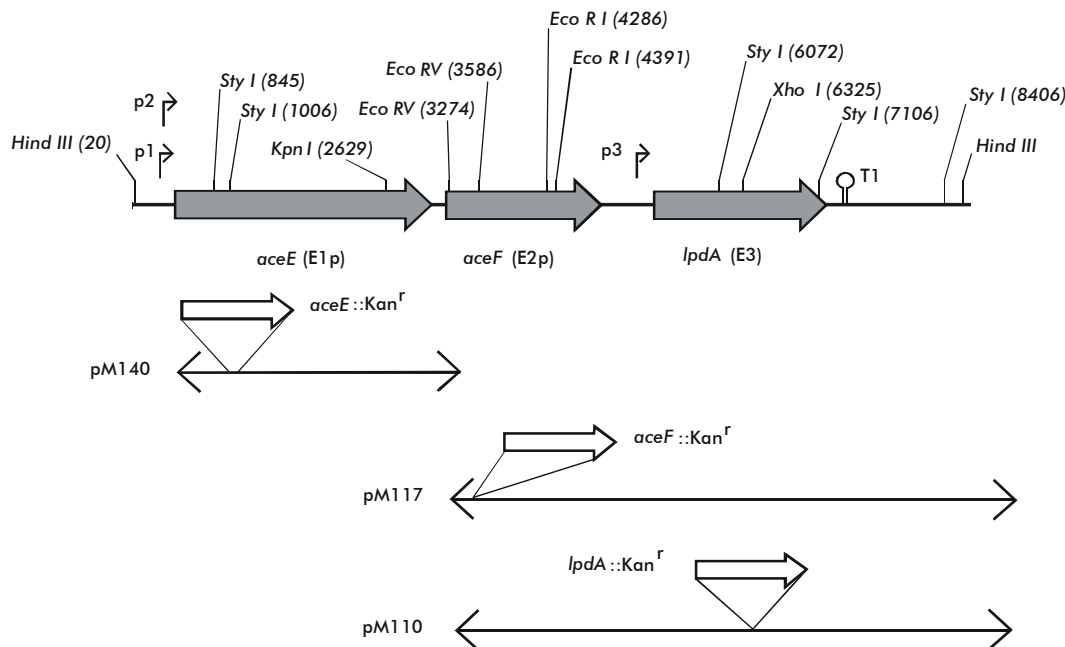 Eco R I (4286)
Eco R I (4391)
Sty I (6072)
Eco RV (3586)
Sty I (845)
Xho I (6325)
Sty I (8406)
p2
Sty I (1006)
Eco RV (3274)
Sty I (7106)
Hind III (20)
p1
Kpn I (2629)
p3
Hind III
T1
aceE (E1p)
aceF (E2p)
lpdA (E3)
aceE ::Kanʳ
pM140
aceF ::Kanʳ
pM117
lpdA ::Kanʳ
pM110